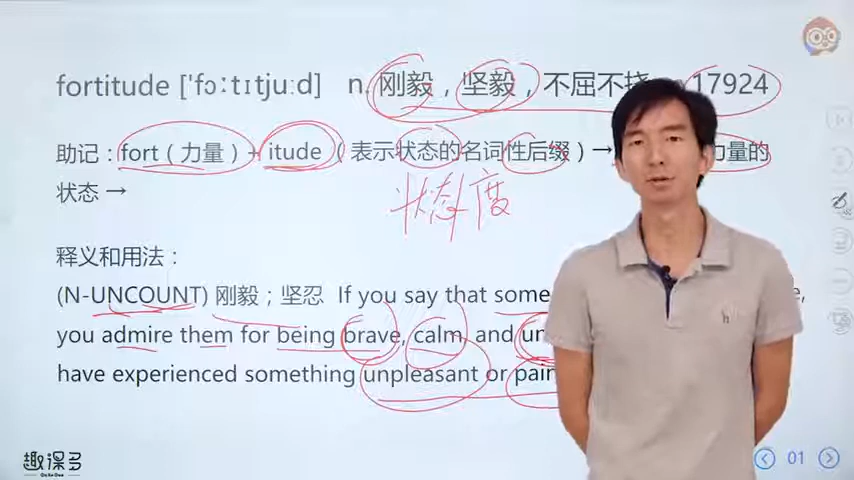 fortitude ['fɔːtɪtjuːd] n. 刚毅，坚毅，不屈不挠 17924
助记：fort（力量）+ itude（表示状态的名词性后缀）→ 力量的
状态 →
状态 度
释义和用法：
(N-UNCOUNT) 刚毅；坚忍 If you say that some
you admire them for being brave, calm, and un
have experienced something unpleasant or pain
趣课多
01